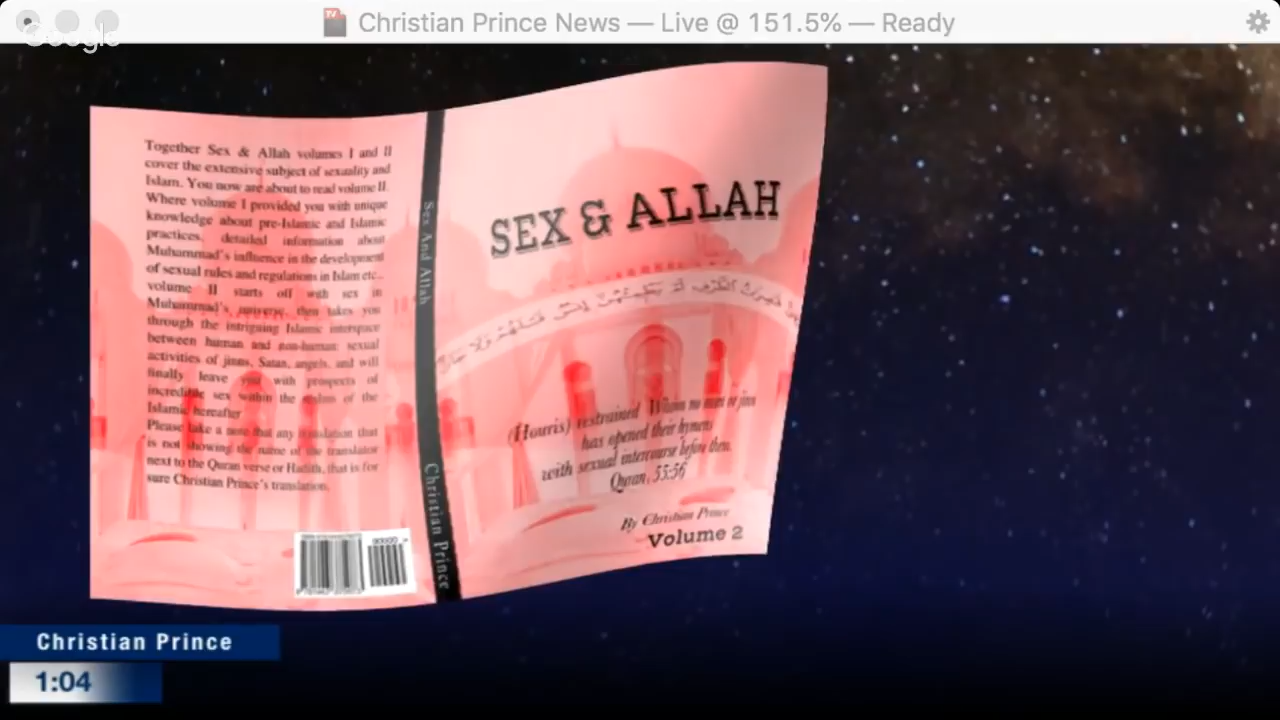 Christian Prince News — Live @ 151.5% — Ready
Google
Together Sex & Allah volumes I and II
cover the extensive subject of sexuality and
Islam. You now are about to read volume II.
Where volume I provided you with unique
knowledge about pre-Islamic and Islamic
practices, detailed information about
Muhammad's influence in the development
of sexual rules and regulations in Islam etc..
volume II starts off with sex in
Muhammad's universe, then takes you
through the intriguing Islamic interspace
between human and non-human sexual
activities of jinns, Satan, angels, and will
finally leave you with prospects of
incredible sex within the realms of the
Islamic hereafter
Please take a note that any translation that
is not showing the name of the translator
next to the Quran verse or Hadith, that is for
sure Christian Prince's translation.
Sex And Allah
Christian Prince
SEX & ALLAH
(Houris) restrained Whom no man or jinn
has opened their hymens
with sexual intercourse before then.
Quran, 55:56
By Christian Prince
Volume 2
Christian Prince
1:04